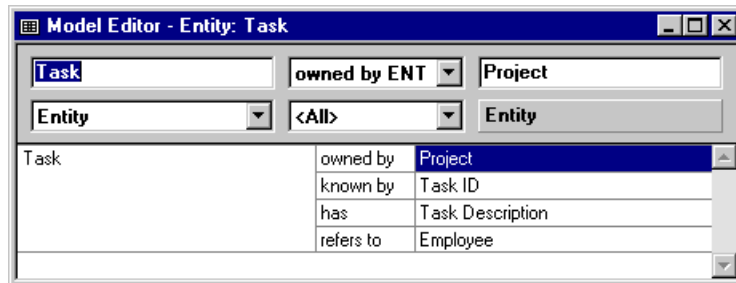 Model Editor - Entity: Task
Task owned by ENT Project
Entity <All> Entity
Task owned by Project
known by Task ID
has Task Description
refers to Employee